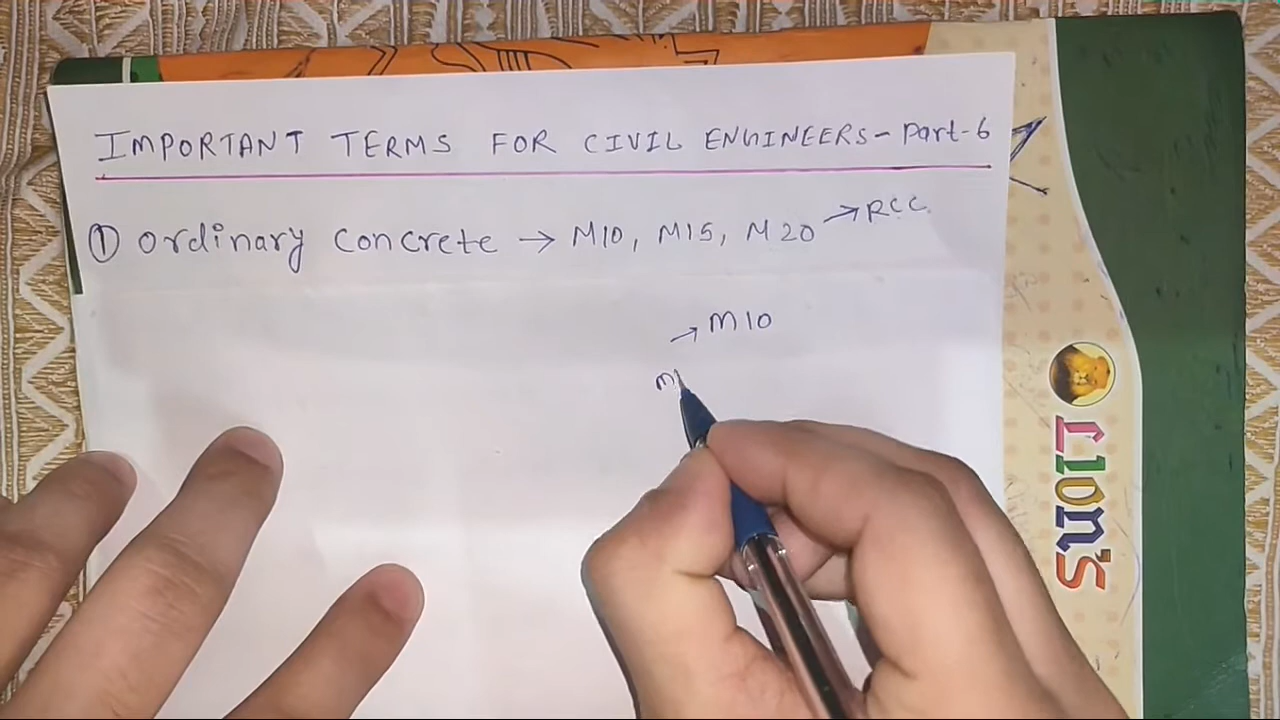 IMPORTANT TERMS FOR CIVIL ENGINEERS - Part-6
① Ordinary Concrete → M10, M15, M20 → RCC
→ M10
LION'S